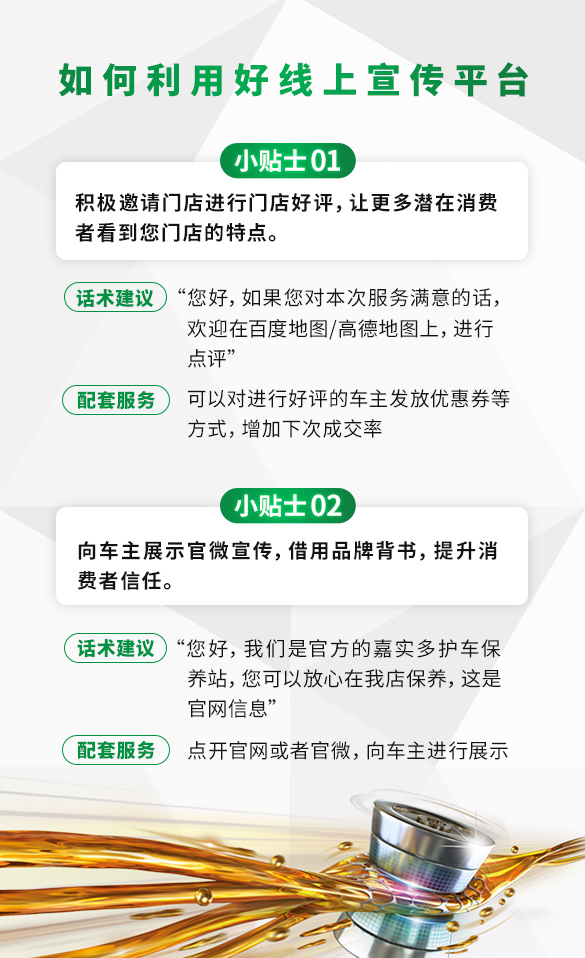 如何利用好线上宣传平台
小贴士01
积极邀请门店进行门店好评，让更多潜在消费
者看到您门店的特点。
话术建议
“您好，如果您对本次服务满意的话，
欢迎在百度地图/高德地图上，进行
点评”
配套服务
可以对进行好评的车主发放优惠券等
方式，增加下次成交率
小贴士02
向车主展示官微宣传，借用品牌背书，提升消
费者信任。
话术建议
“您好，我们是官方的嘉实多护车保
养站，您可以放心在我店保养，这是
官网信息”
配套服务
点开官网或者官微，向车主进行展示